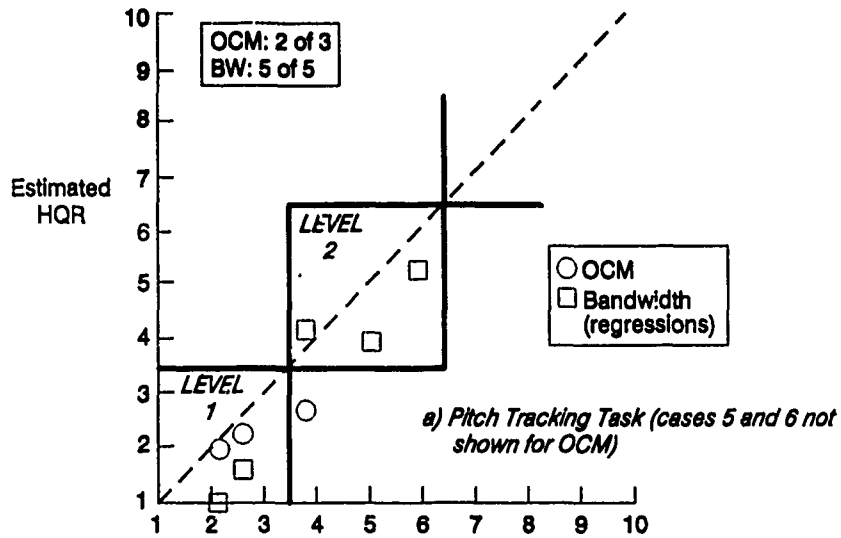 10
OCM: 2 of 3
BW: 5 of 5
9
8
7
Estimated
HQR
6
LEVEL
2
5
4
OCM
Bandwidth
(regressions)
3
LEVEL
1
2
a) Pitch Tracking Task (cases 5 and 6 not
shown for OCM)
1
1 2 3 4 5 6 7 8 9 10